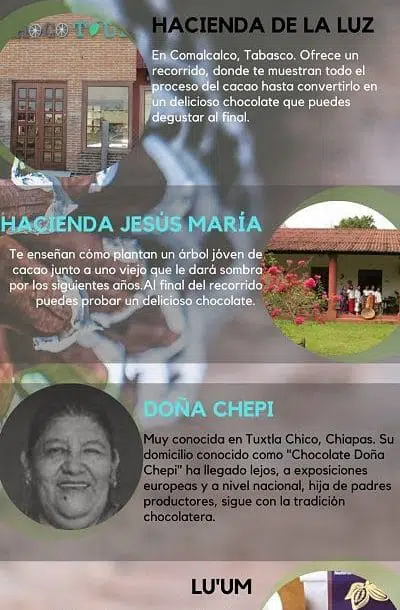 CHOCOTOUR
HACIENDA DE LA LUZ
En Comalcalco, Tabasco. Ofrece un
recorrido, donde te muestran todo el
proceso del cacao hasta convertirlo en
un delicioso chocolate que puedes
degustar al final.
HACIENDA JESÚS MARÍA
Te enseñan cómo plantan un árbol jóven de
cacao junto a uno viejo que le dará sombra
por los siguientes años.Al final del recorrido
puedes probar un delicioso chocolate.
DOÑA CHEPI
Muy conocida en Tuxtla Chico, Chiapas. Su
domicilio conocido como "Chocolate Doña
Chepi" ha llegado lejos, a exposiciones
europeas y a nivel nacional, hija de padres
productores, sigue con la tradición
chocolatera.
LU'UM